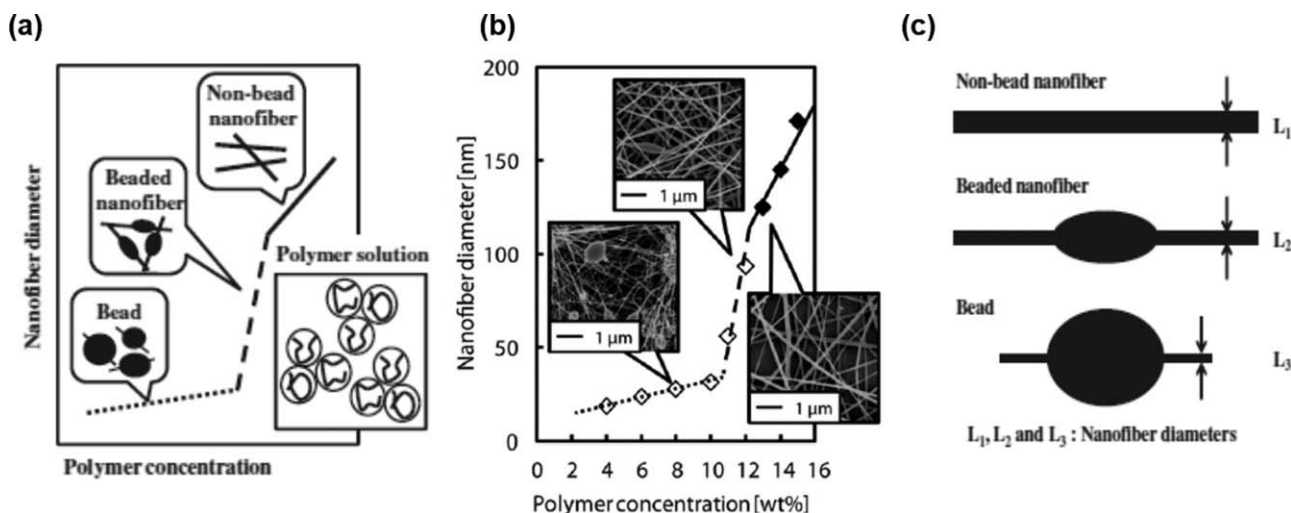 (a)
Nanofiber diameter
Non-bead
nanofiber
Beaded
nanofiber
Bead
Polymer solution
Polymer concentration
(b)
Nanofiber diameter [nm]
200
150
100
50
0
1 μm
1 μm
1 μm
0 2 4 6 8 10 12 14 16
Polymer concentration [wt%]
(c)
Non-bead nanofiber
L₁
Beaded nanofiber
L₂
Bead
L₃
L₁, L₂ and L₃ : Nanofiber diameters